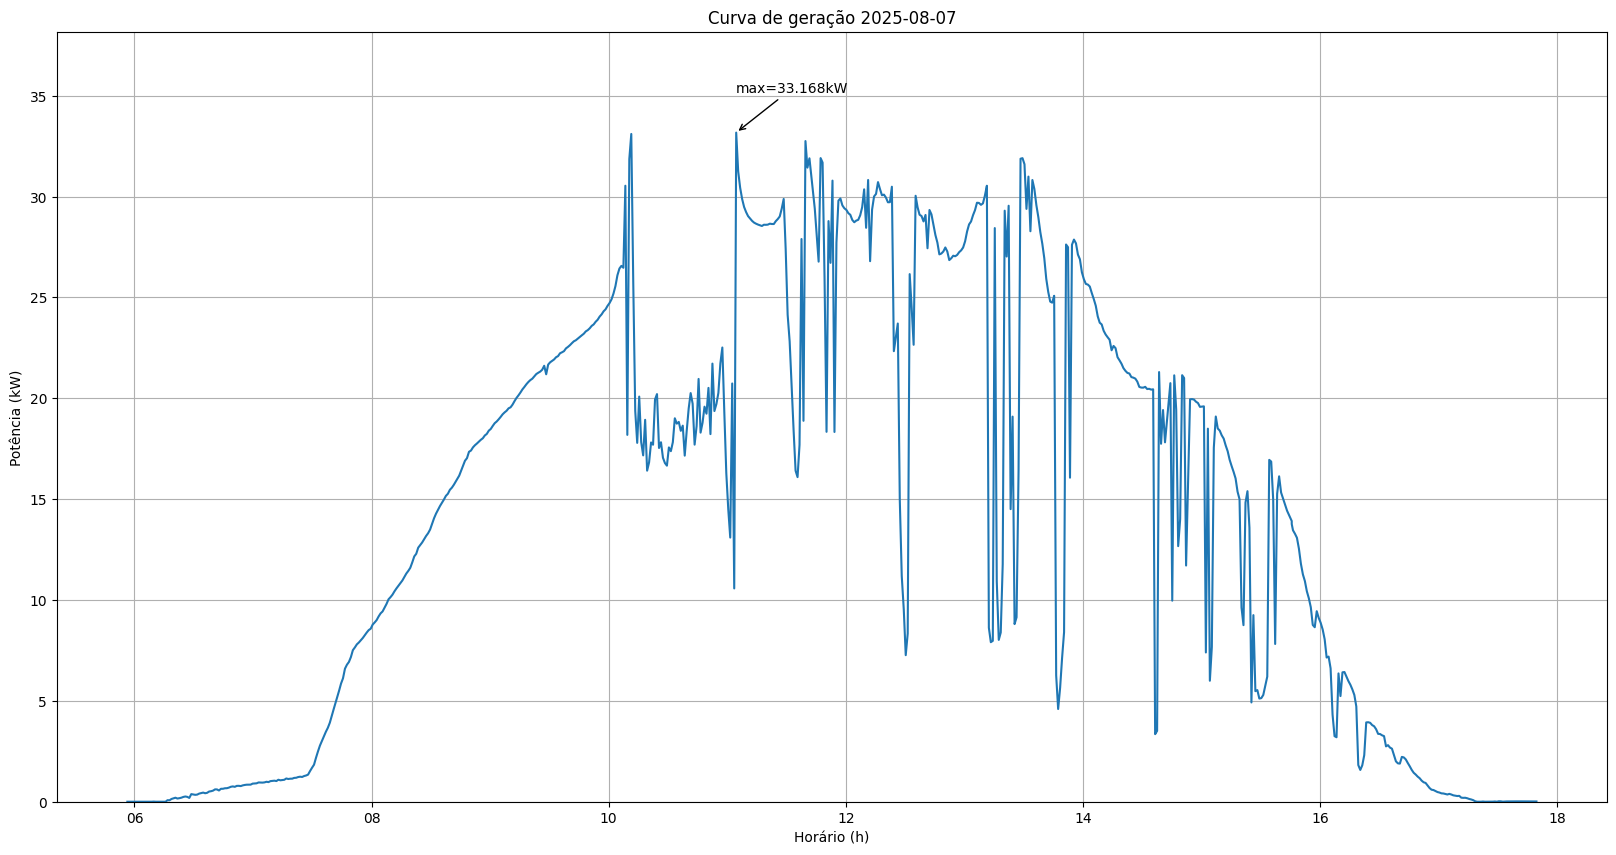 Curva de geração 2025-08-07
max=33.168kW
Potência (kW)
35
30
25
20
15
10
5
0
06 08 10 12 14 16 18
Horário (h)